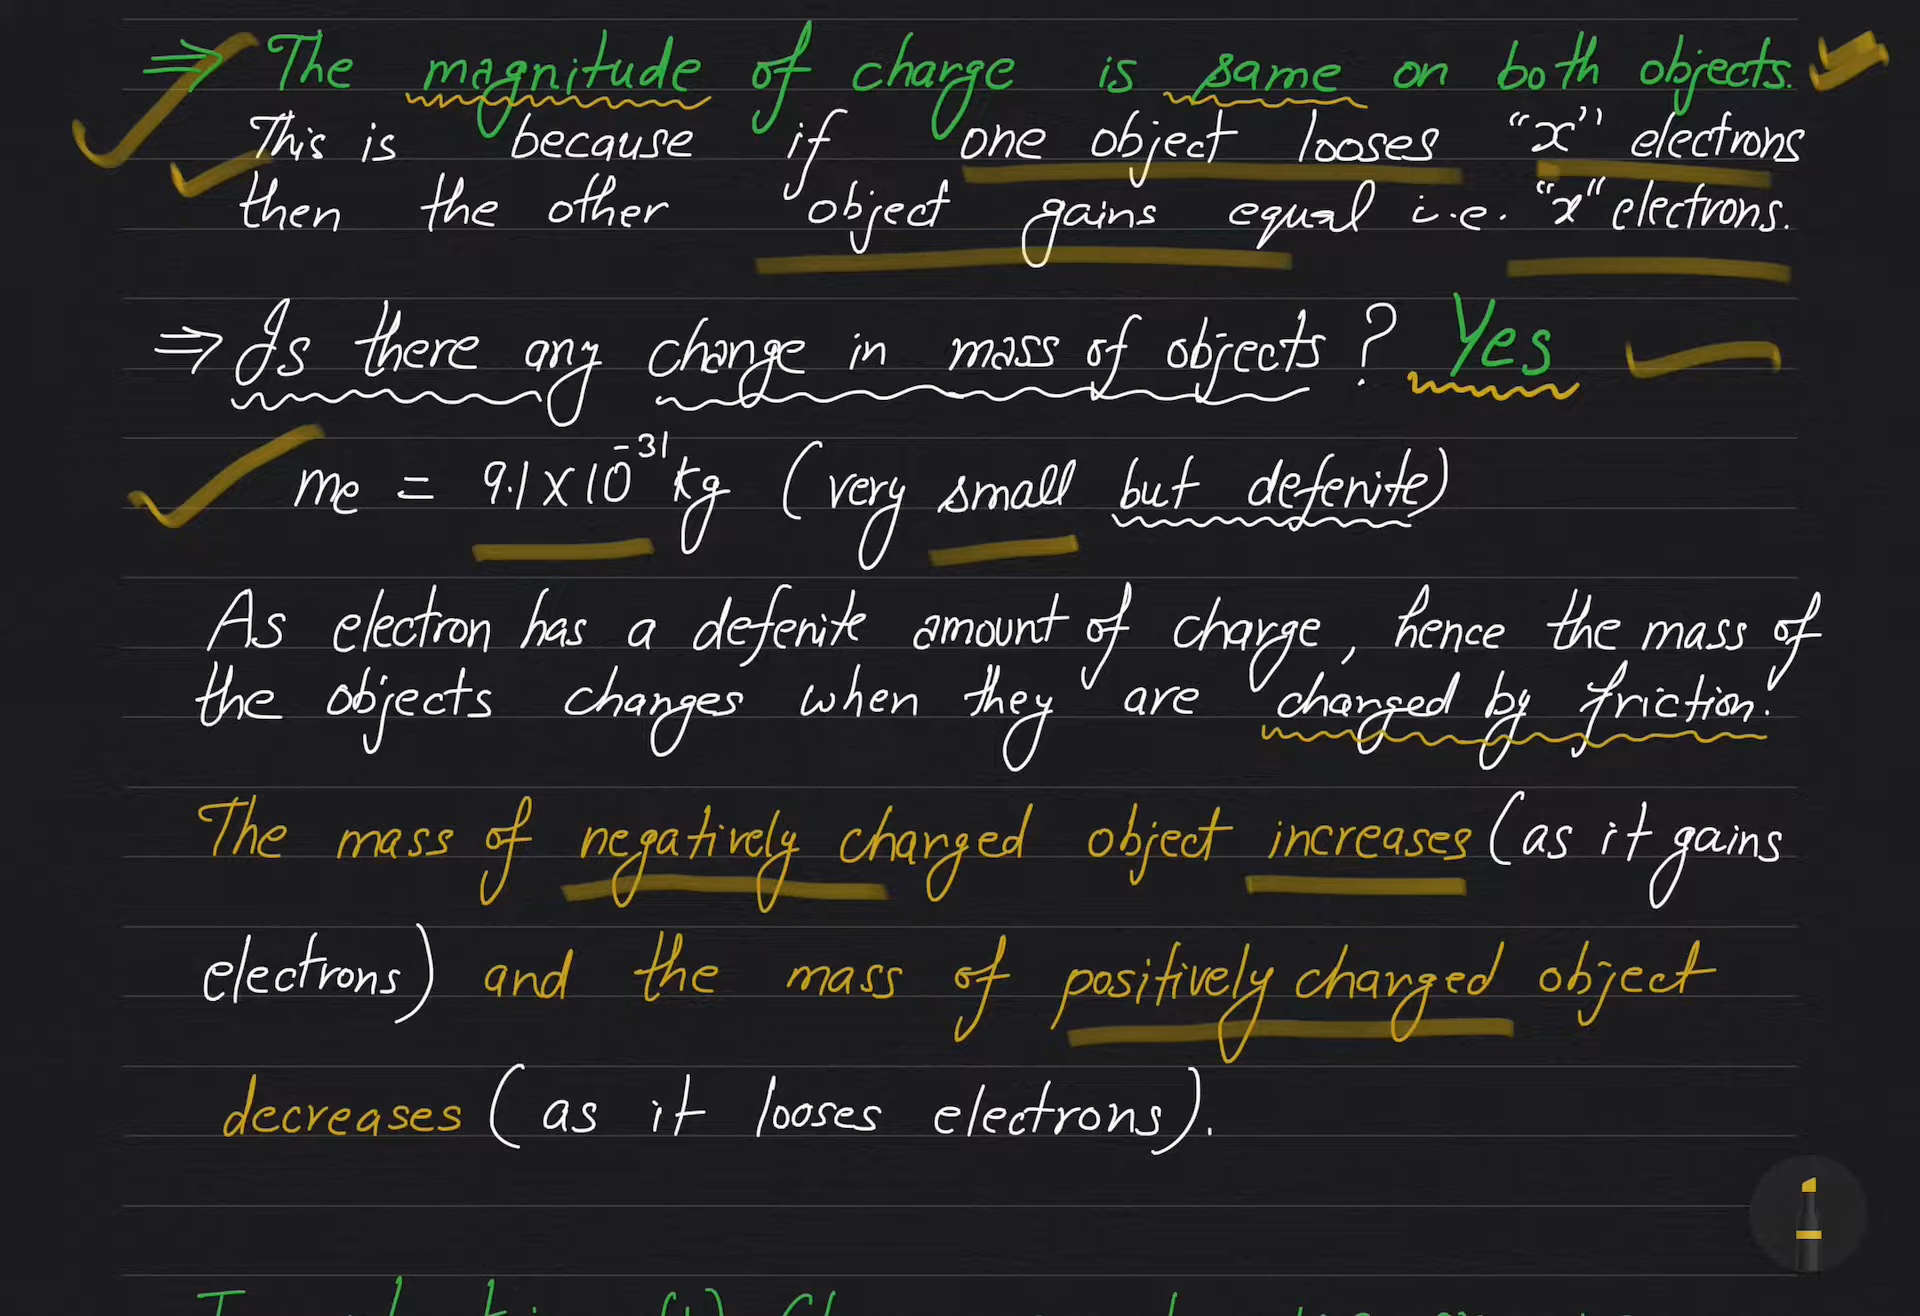 ⇒ The magnitude of charge is same on both objects.
This is because if one object looses "x" electrons
then the other object gains equal i.e. "x" electrons.
⇒ Is there any change in mass of objects? Yes
me = 9.1 × 10⁻³¹ kg (very small but defenite)
As electron has a defenite amount of charge, hence the mass of
the objects changes when they are charged by friction.
The mass of negatively charged object increases (as it gains
electrons) and the mass of positively charged object
decreases (as it looses electrons).